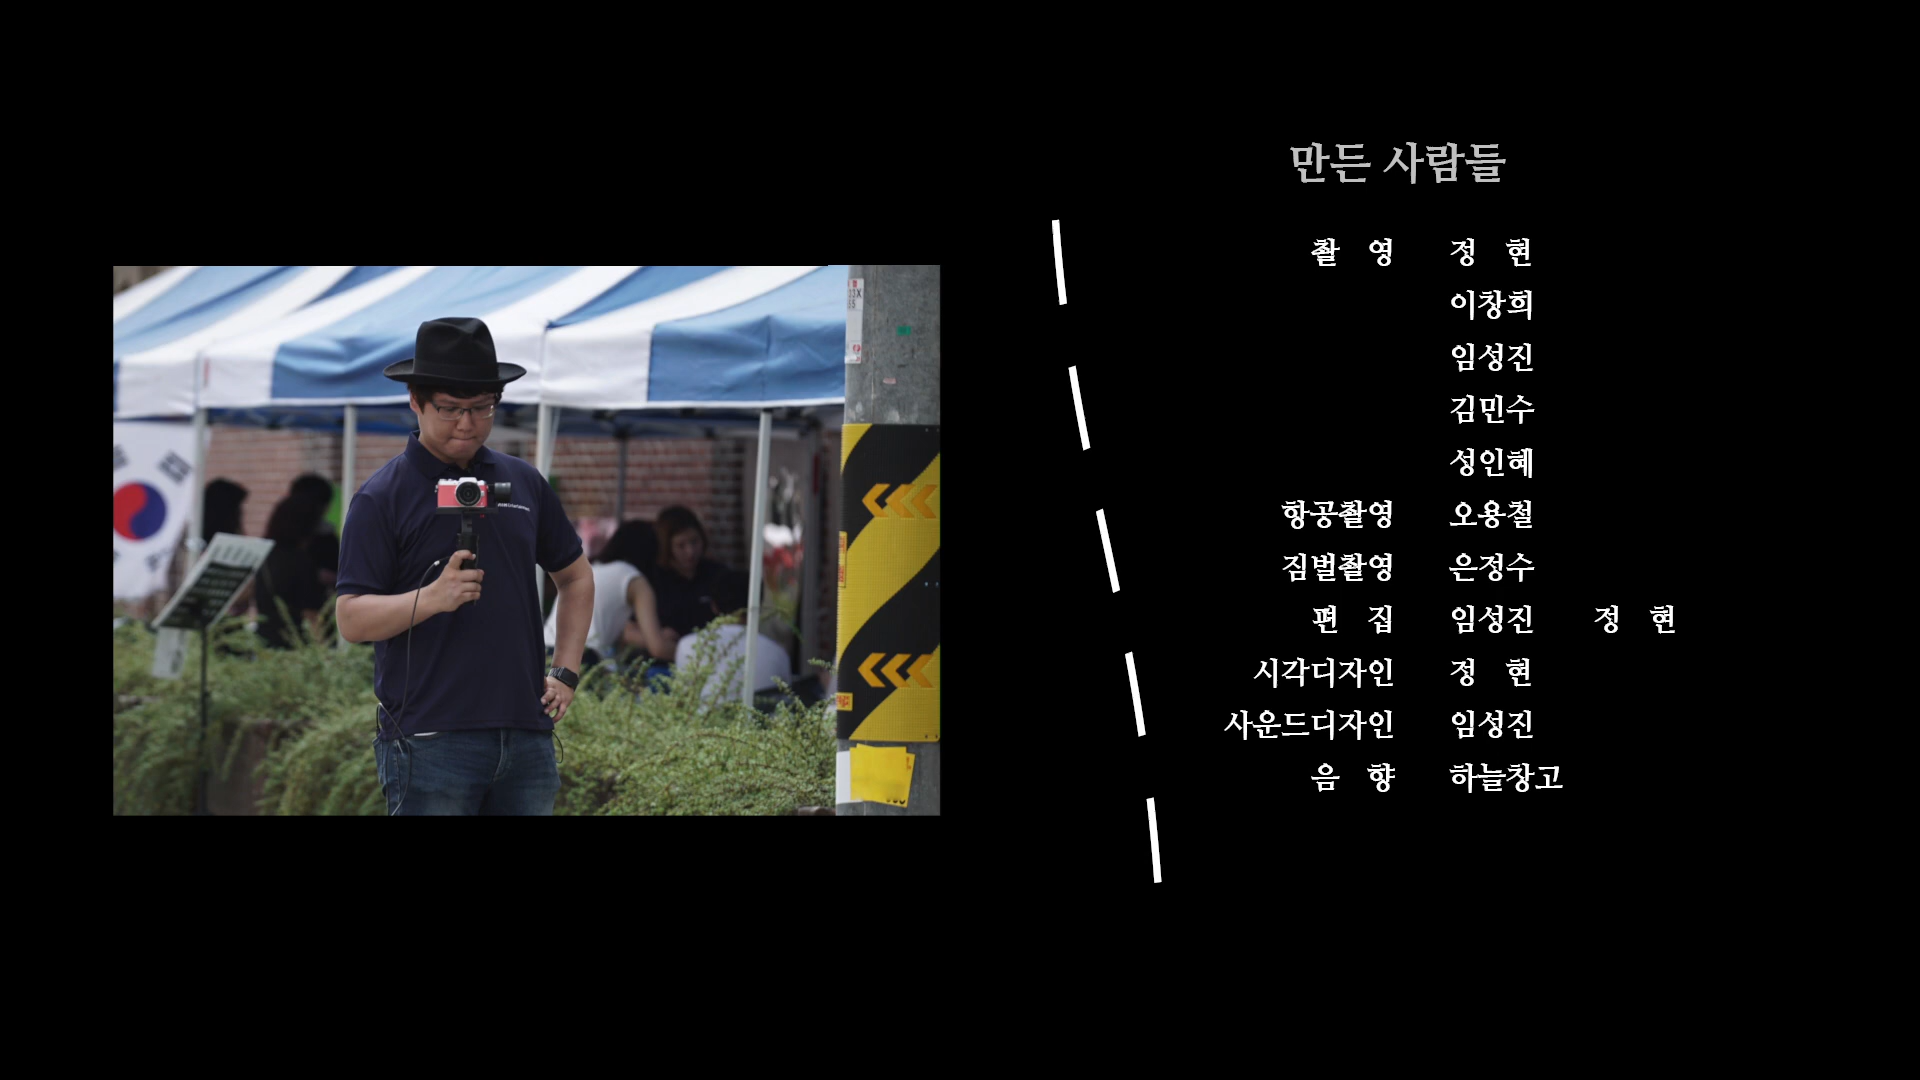 만든 사람들
촬 영 정 현
이창희
임성진
김민수
성인혜
항공촬영 오용철
짐벌촬영 은정수
편 집 임성진 정 현
시각디자인 정 현
사운드디자인 임성진
음 향 하늘창고